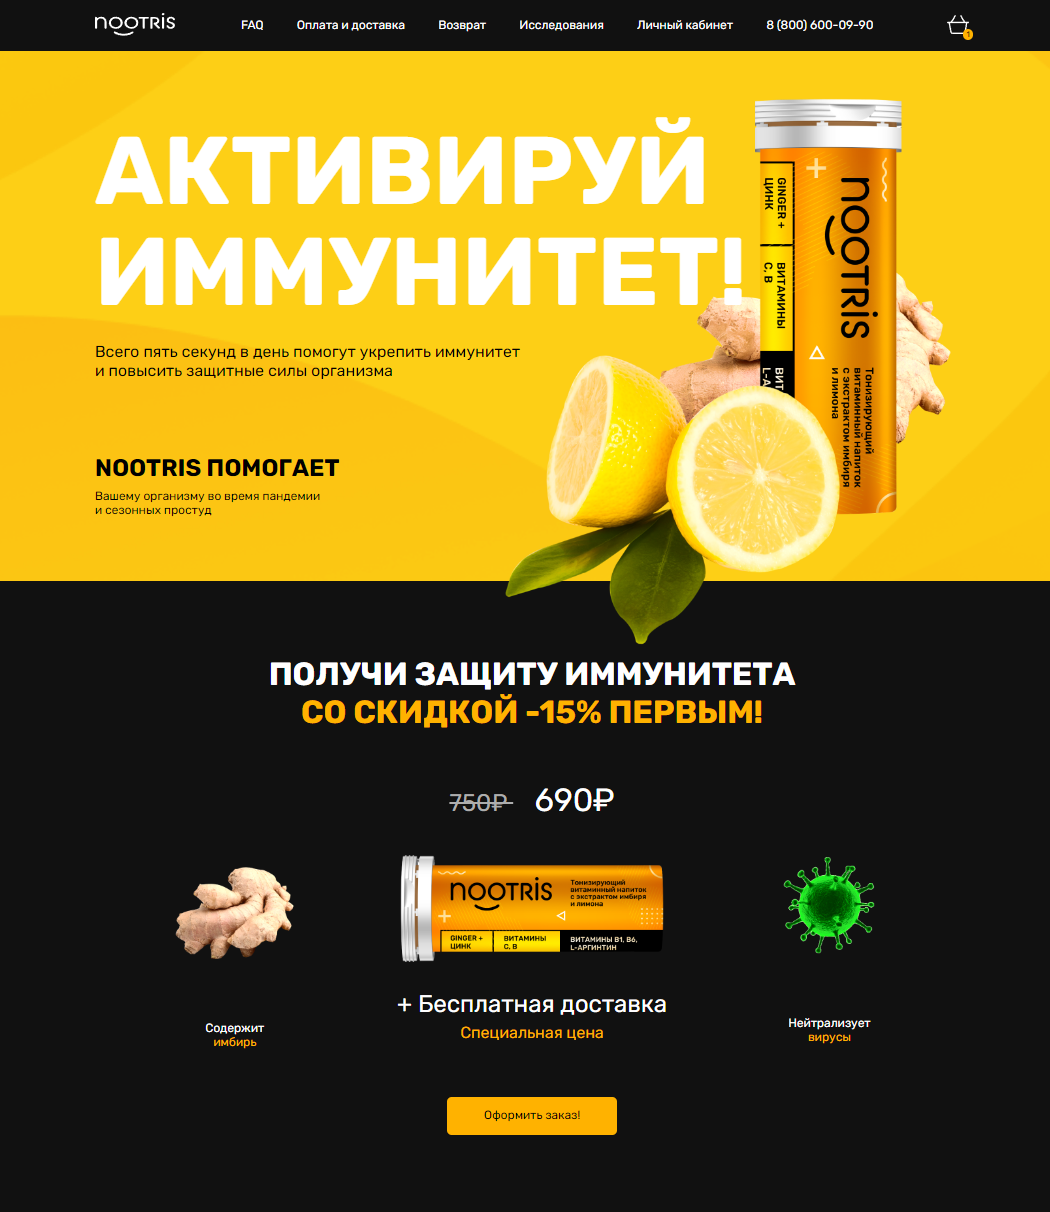 nooTRiS
FAQ
Оплата и доставка
Возврат
Исследования
Личный кабинет
8 (800) 600-09-90
1
АКТИВИРУЙ
ИММУНИТЕТ!
Всего пять секунд в день помогут укрепить иммунитет
и повысить защитные силы организма
NOOTRIS ПОМОГАЕТ
Вашему организму во время пандемии
и сезонных простуд
GINGER +
ЦИНК
ВИТАМИНЫ
C, B
nooTRiS
Тонизирующий
витаминный напиток
с экстрактом имбиря
и лимона
ПОЛУЧИ ЗАЩИТУ ИММУНИТЕТА
СО СКИДКОЙ -15% ПЕРВЫМ!
750₽ 690₽
nooTRiS
Тонизирующий
витаминный напиток
с экстрактом имбиря
и лимона
GINGER +
ЦИНК
ВИТАМИНЫ
C, B
ВИТАМИНЫ B1, B6,
L-АРГИНТИН
Содержит
имбирь
+ Бесплатная доставка
Специальная цена
Нейтрализует
вирусы
Оформить заказ!